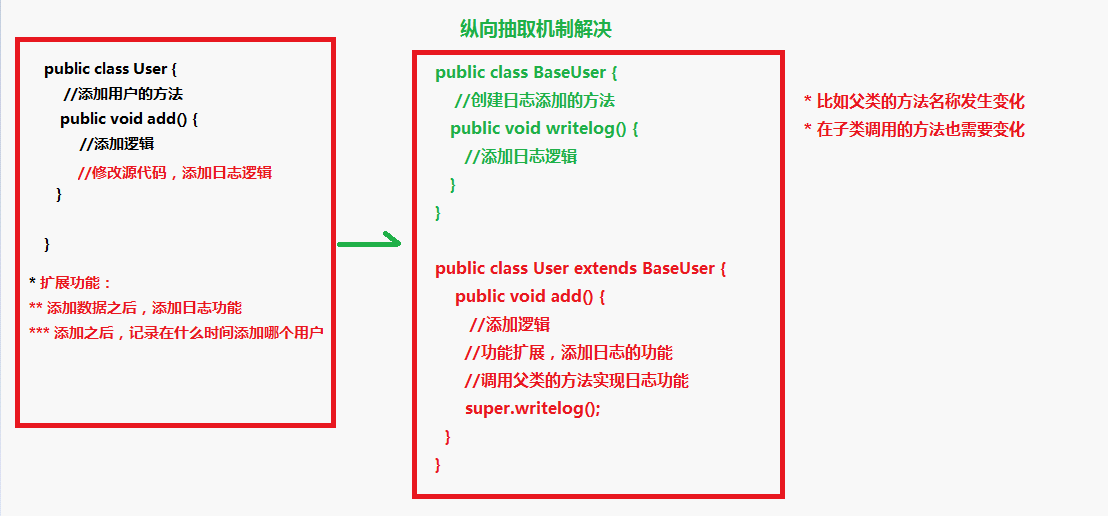 纵向抽取机制解决
public class User {
//添加用户的方法
public void add() {
//添加逻辑
//修改源代码，添加日志逻辑
}
}
* 扩展功能：
** 添加数据之后，添加日志功能
*** 添加之后，记录在什么时间添加哪个用户
public class BaseUser {
//创建日志添加的方法
public void writelog() {
//添加日志逻辑
}
}
public class User extends BaseUser {
public void add() {
//添加逻辑
//功能扩展，添加日志的功能
//调用父类的方法实现日志功能
super.writelog();
}
}
* 比如父类的方法名称发生变化
* 在子类调用的方法也需要变化